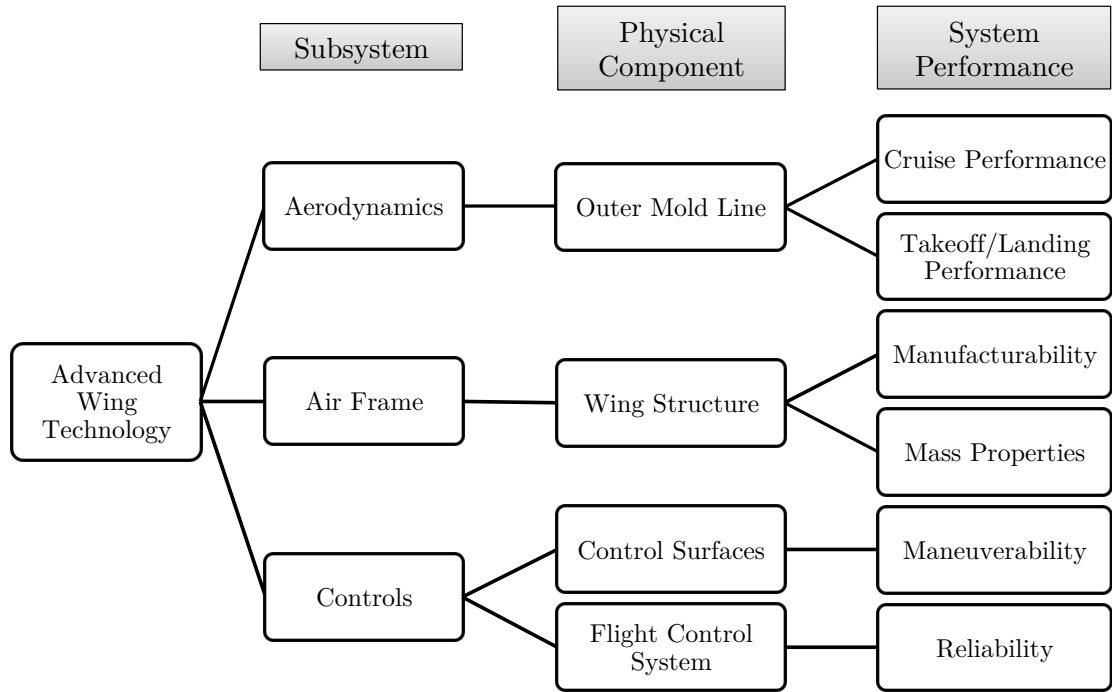 Subsystem
Physical
Component
System
Performance
Advanced
Wing
Technology
Aerodynamics
Outer Mold Line
Cruise Performance
Takeoff/Landing
Performance
Air Frame
Wing Structure
Manufacturability
Mass Properties
Controls
Control Surfaces
Maneuverability
Flight Control
System
Reliability